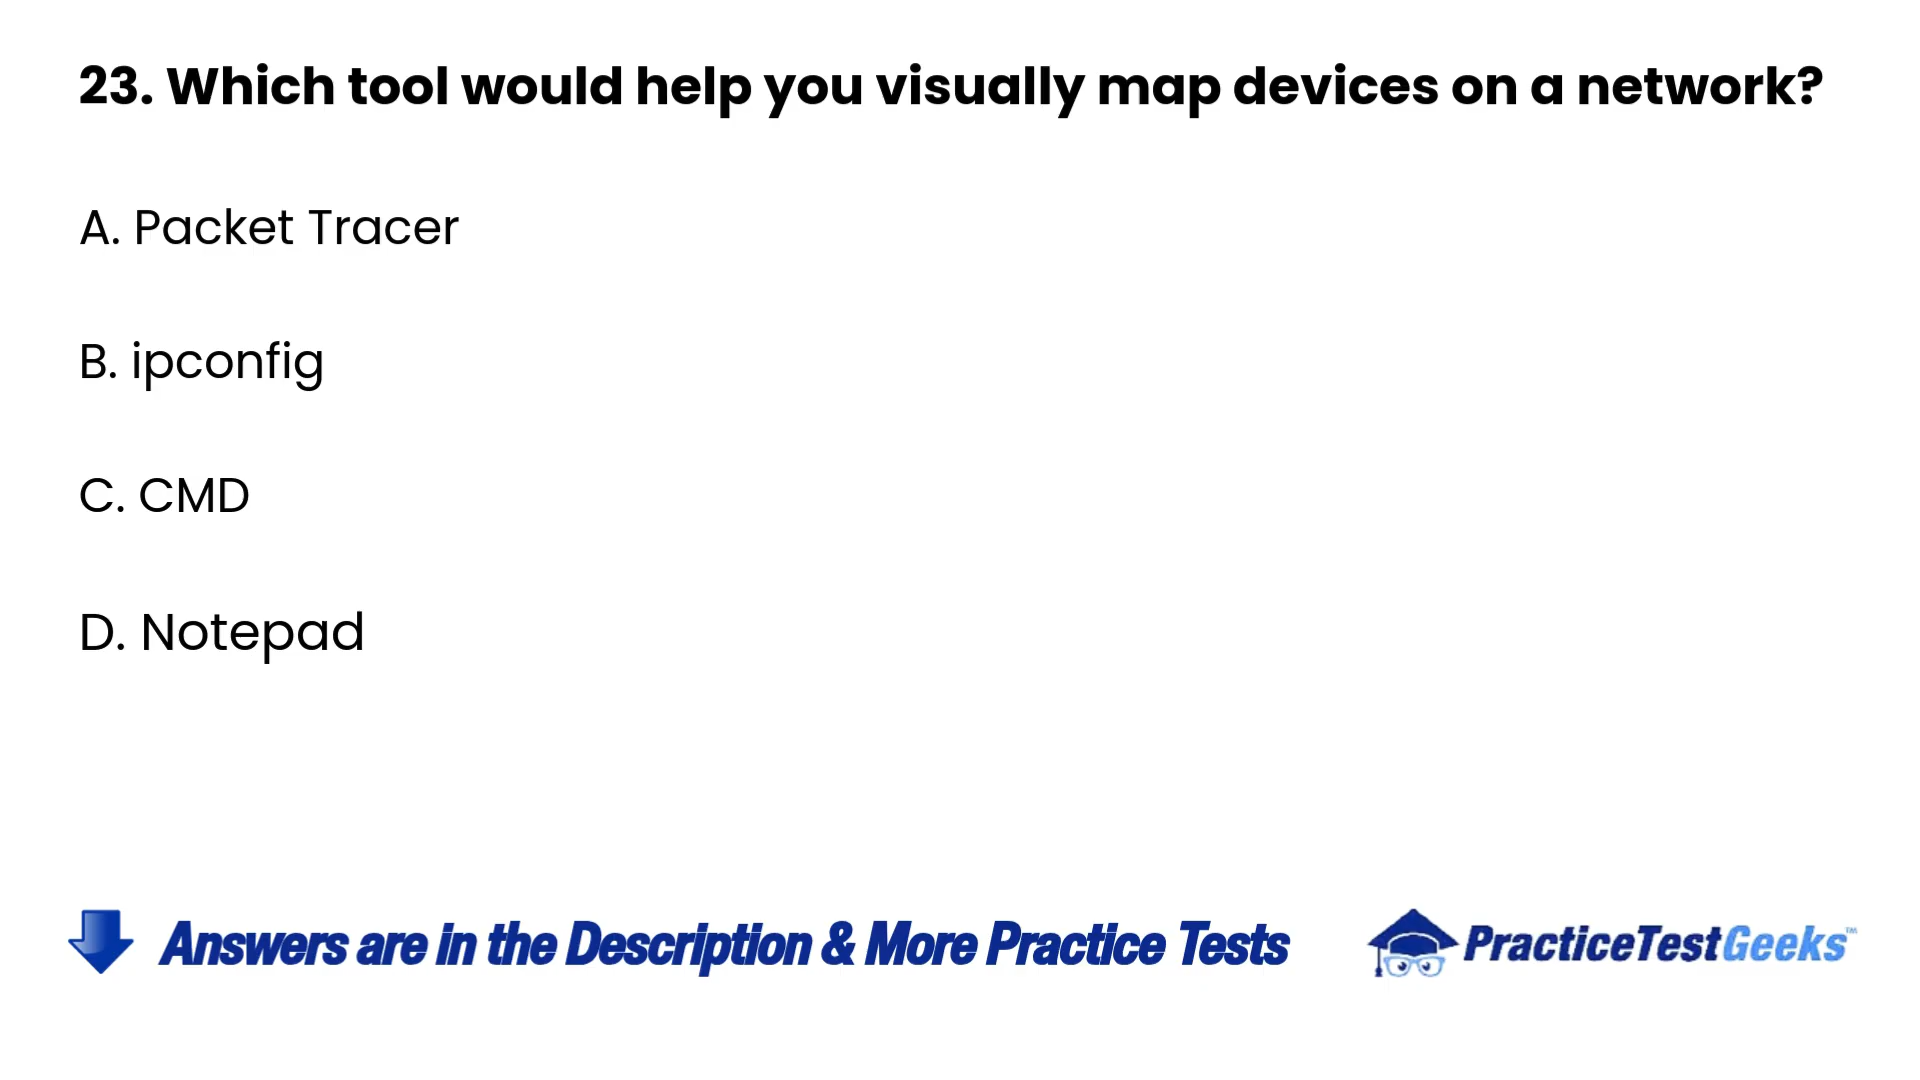 23. Which tool would help you visually map devices on a network?
A. Packet Tracer
B. ipconfig
C. CMD
D. Notepad
Answers are in the Description & More Practice Tests
PracticeTestGeeks™